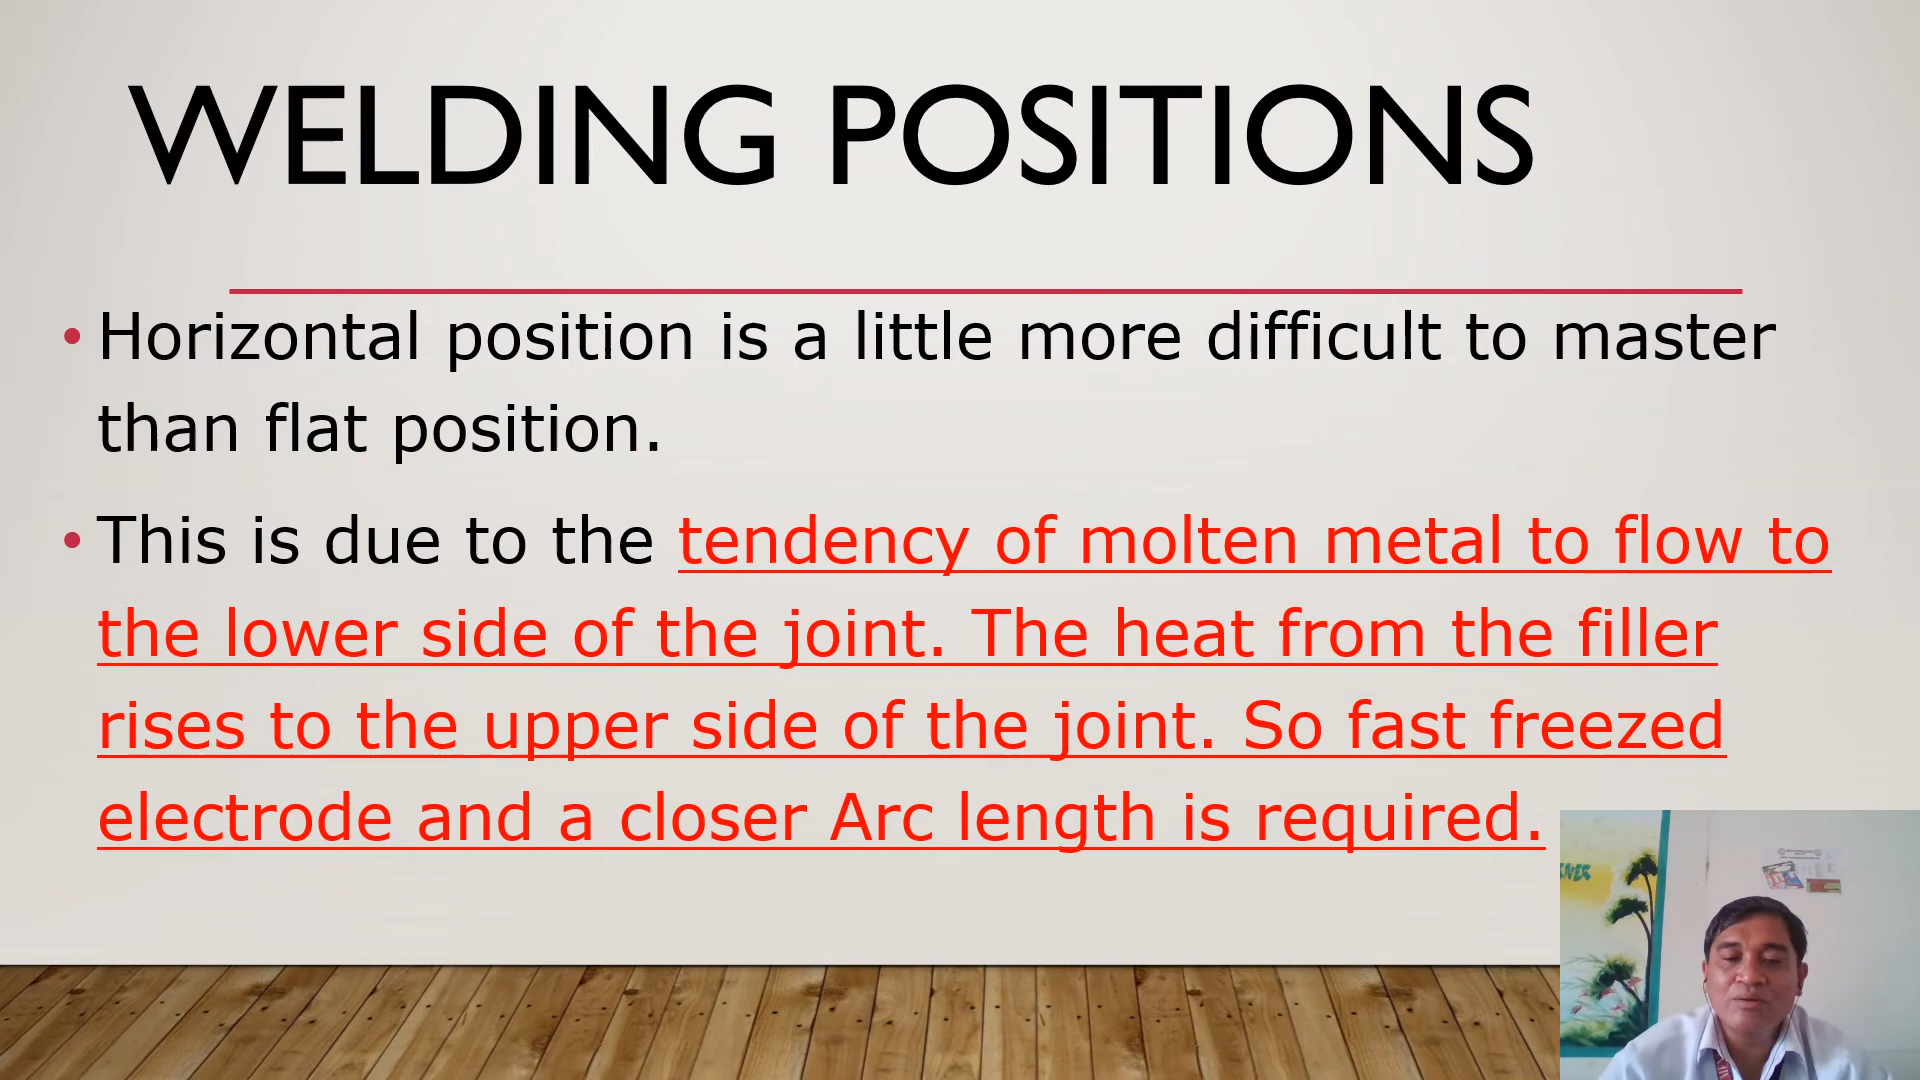 WELDING POSITIONS
• Horizontal position is a little more difficult to master
than flat position.
• This is due to the tendency of molten metal to flow to
the lower side of the joint. The heat from the filler
rises to the upper side of the joint. So fast freezed
electrode and a closer Arc length is required.